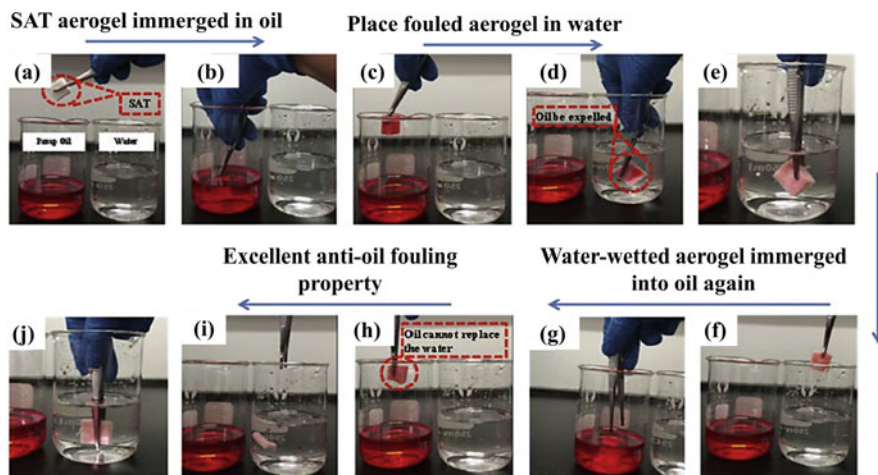 SAT aerogel immerged in oil
Place fouled aerogel in water
(a)
SAT
Pump Oil
Water
(b)
(c)
(d)
Oil be expelled
(e)
Excellent anti-oil fouling
property
Water-wetted aerogel immerged
into oil again
(j)
(i)
(h)
Oil cannot replace
the water
(g)
(f)